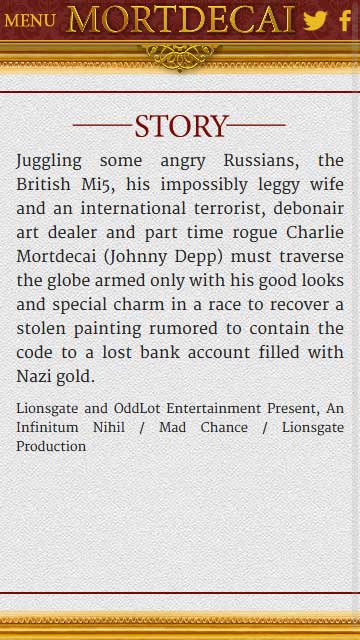 MENU MORTDECAI
STORY
Juggling some angry Russians, the
British Mi5, his impossibly leggy wife
and an international terrorist, debonair
art dealer and part time rogue Charlie
Mortdecai (Johnny Depp) must traverse
the globe armed only with his good looks
and special charm in a race to recover a
stolen painting rumored to contain the
code to a lost bank account filled with
Nazi gold.
Lionsgate and OddLot Entertainment Present, An
Infinitum Nihil / Mad Chance / Lionsgate
Production